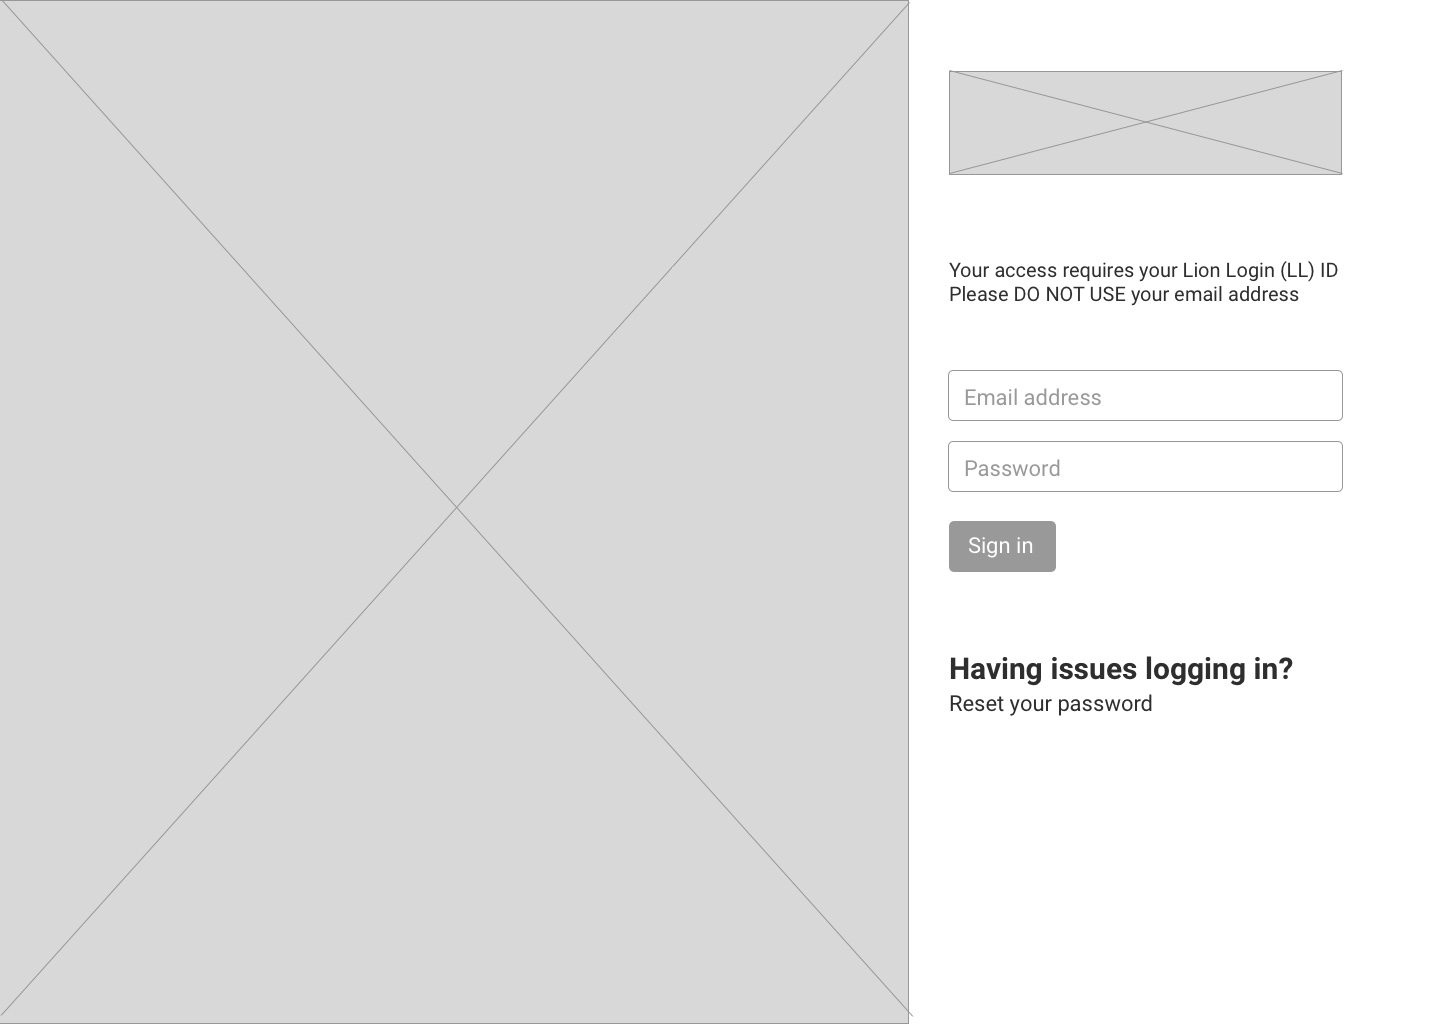 Your access requires your Lion Login (LL) ID
Please DO NOT USE your email address
Email address
Password
Sign in
Having issues logging in?
Reset your password